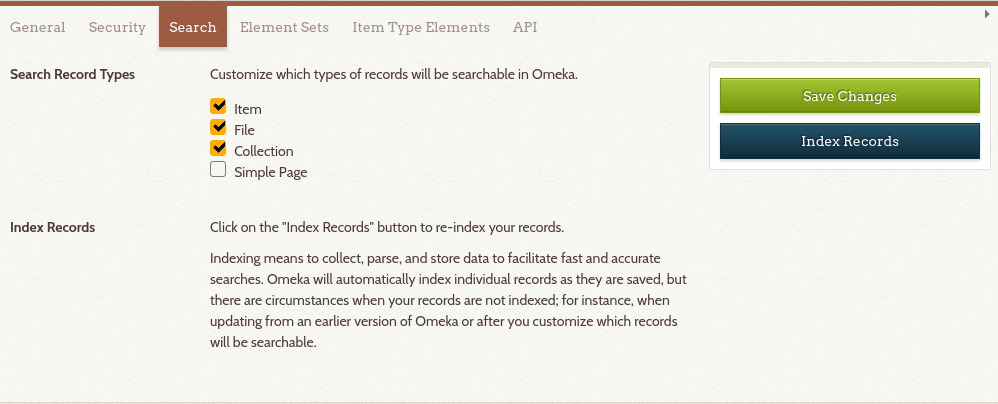 General Security Search Element Sets Item Type Elements API
Search Record Types
Customize which types of records will be searchable in Omeka.
Item
File
Collection
Simple Page
Save Changes
Index Records
Index Records
Click on the "Index Records" button to re-index your records.
Indexing means to collect, parse, and store data to facilitate fast and accurate
searches. Omeka will automatically index individual records as they are saved, but
there are circumstances when your records are not indexed; for instance, when
updating from an earlier version of Omeka or after you customize which records
will be searchable.